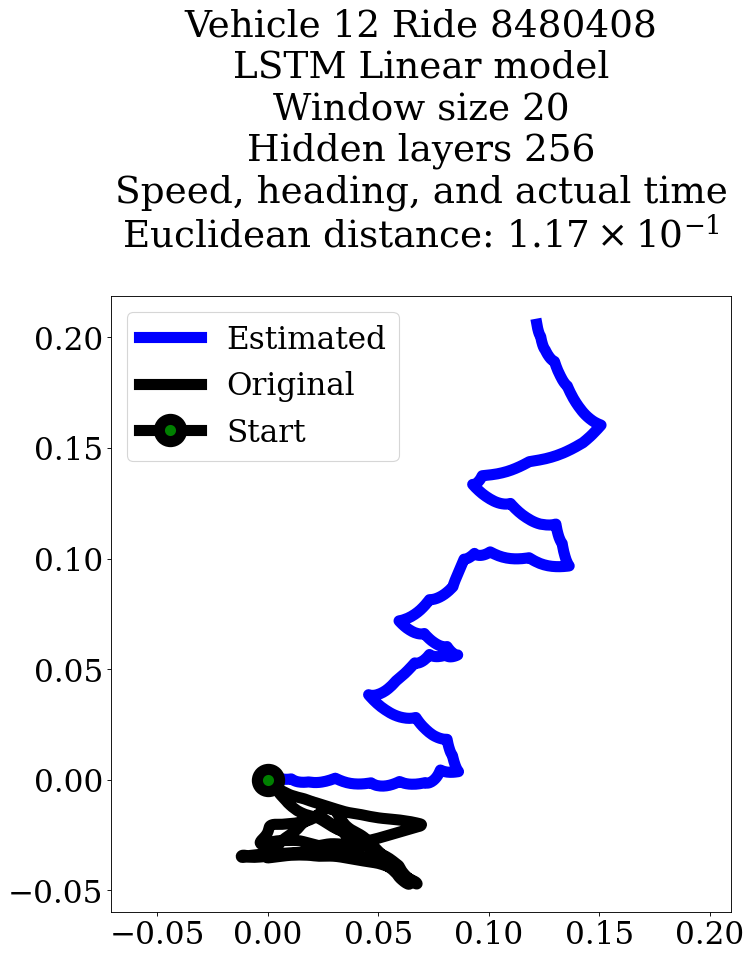 Vehicle 12 Ride 8480408
LSTM Linear model
Window size 20
Hidden layers 256
Speed, heading, and actual time
Euclidean distance: 1.17 × 10⁻¹
Estimated
Original
Start
0.20
0.15
0.10
0.05
0.00
−0.05
−0.05 0.00 0.05 0.10 0.15 0.20